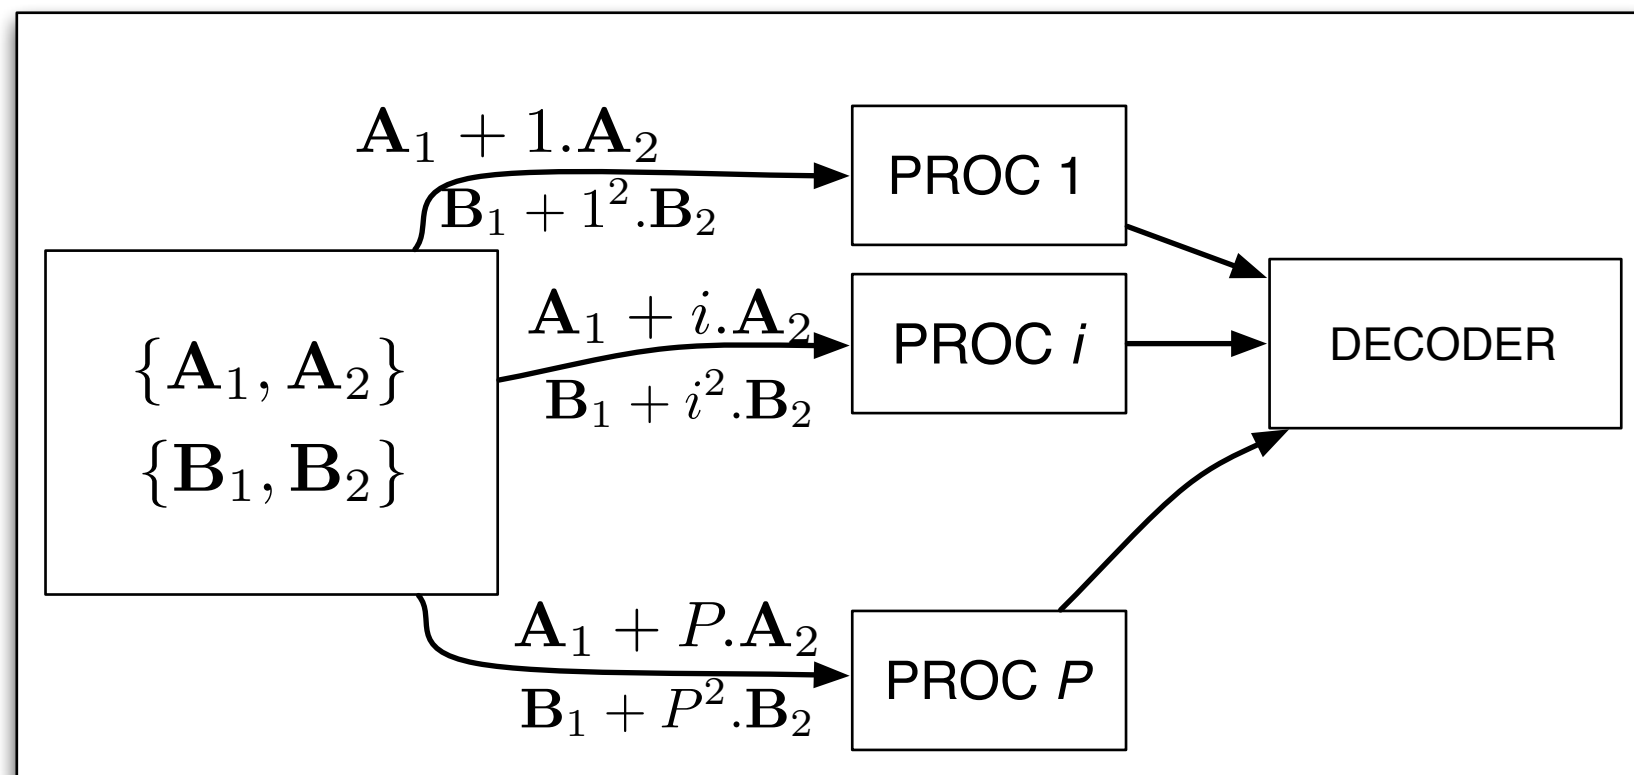 A₁ + 1.A₂
B₁ + 1².B₂
PROC 1
{A₁, A₂}
{B₁, B₂}
A₁ + i.A₂
B₁ + i².B₂
PROC i
DECODER
A₁ + P.A₂
B₁ + P².B₂
PROC P